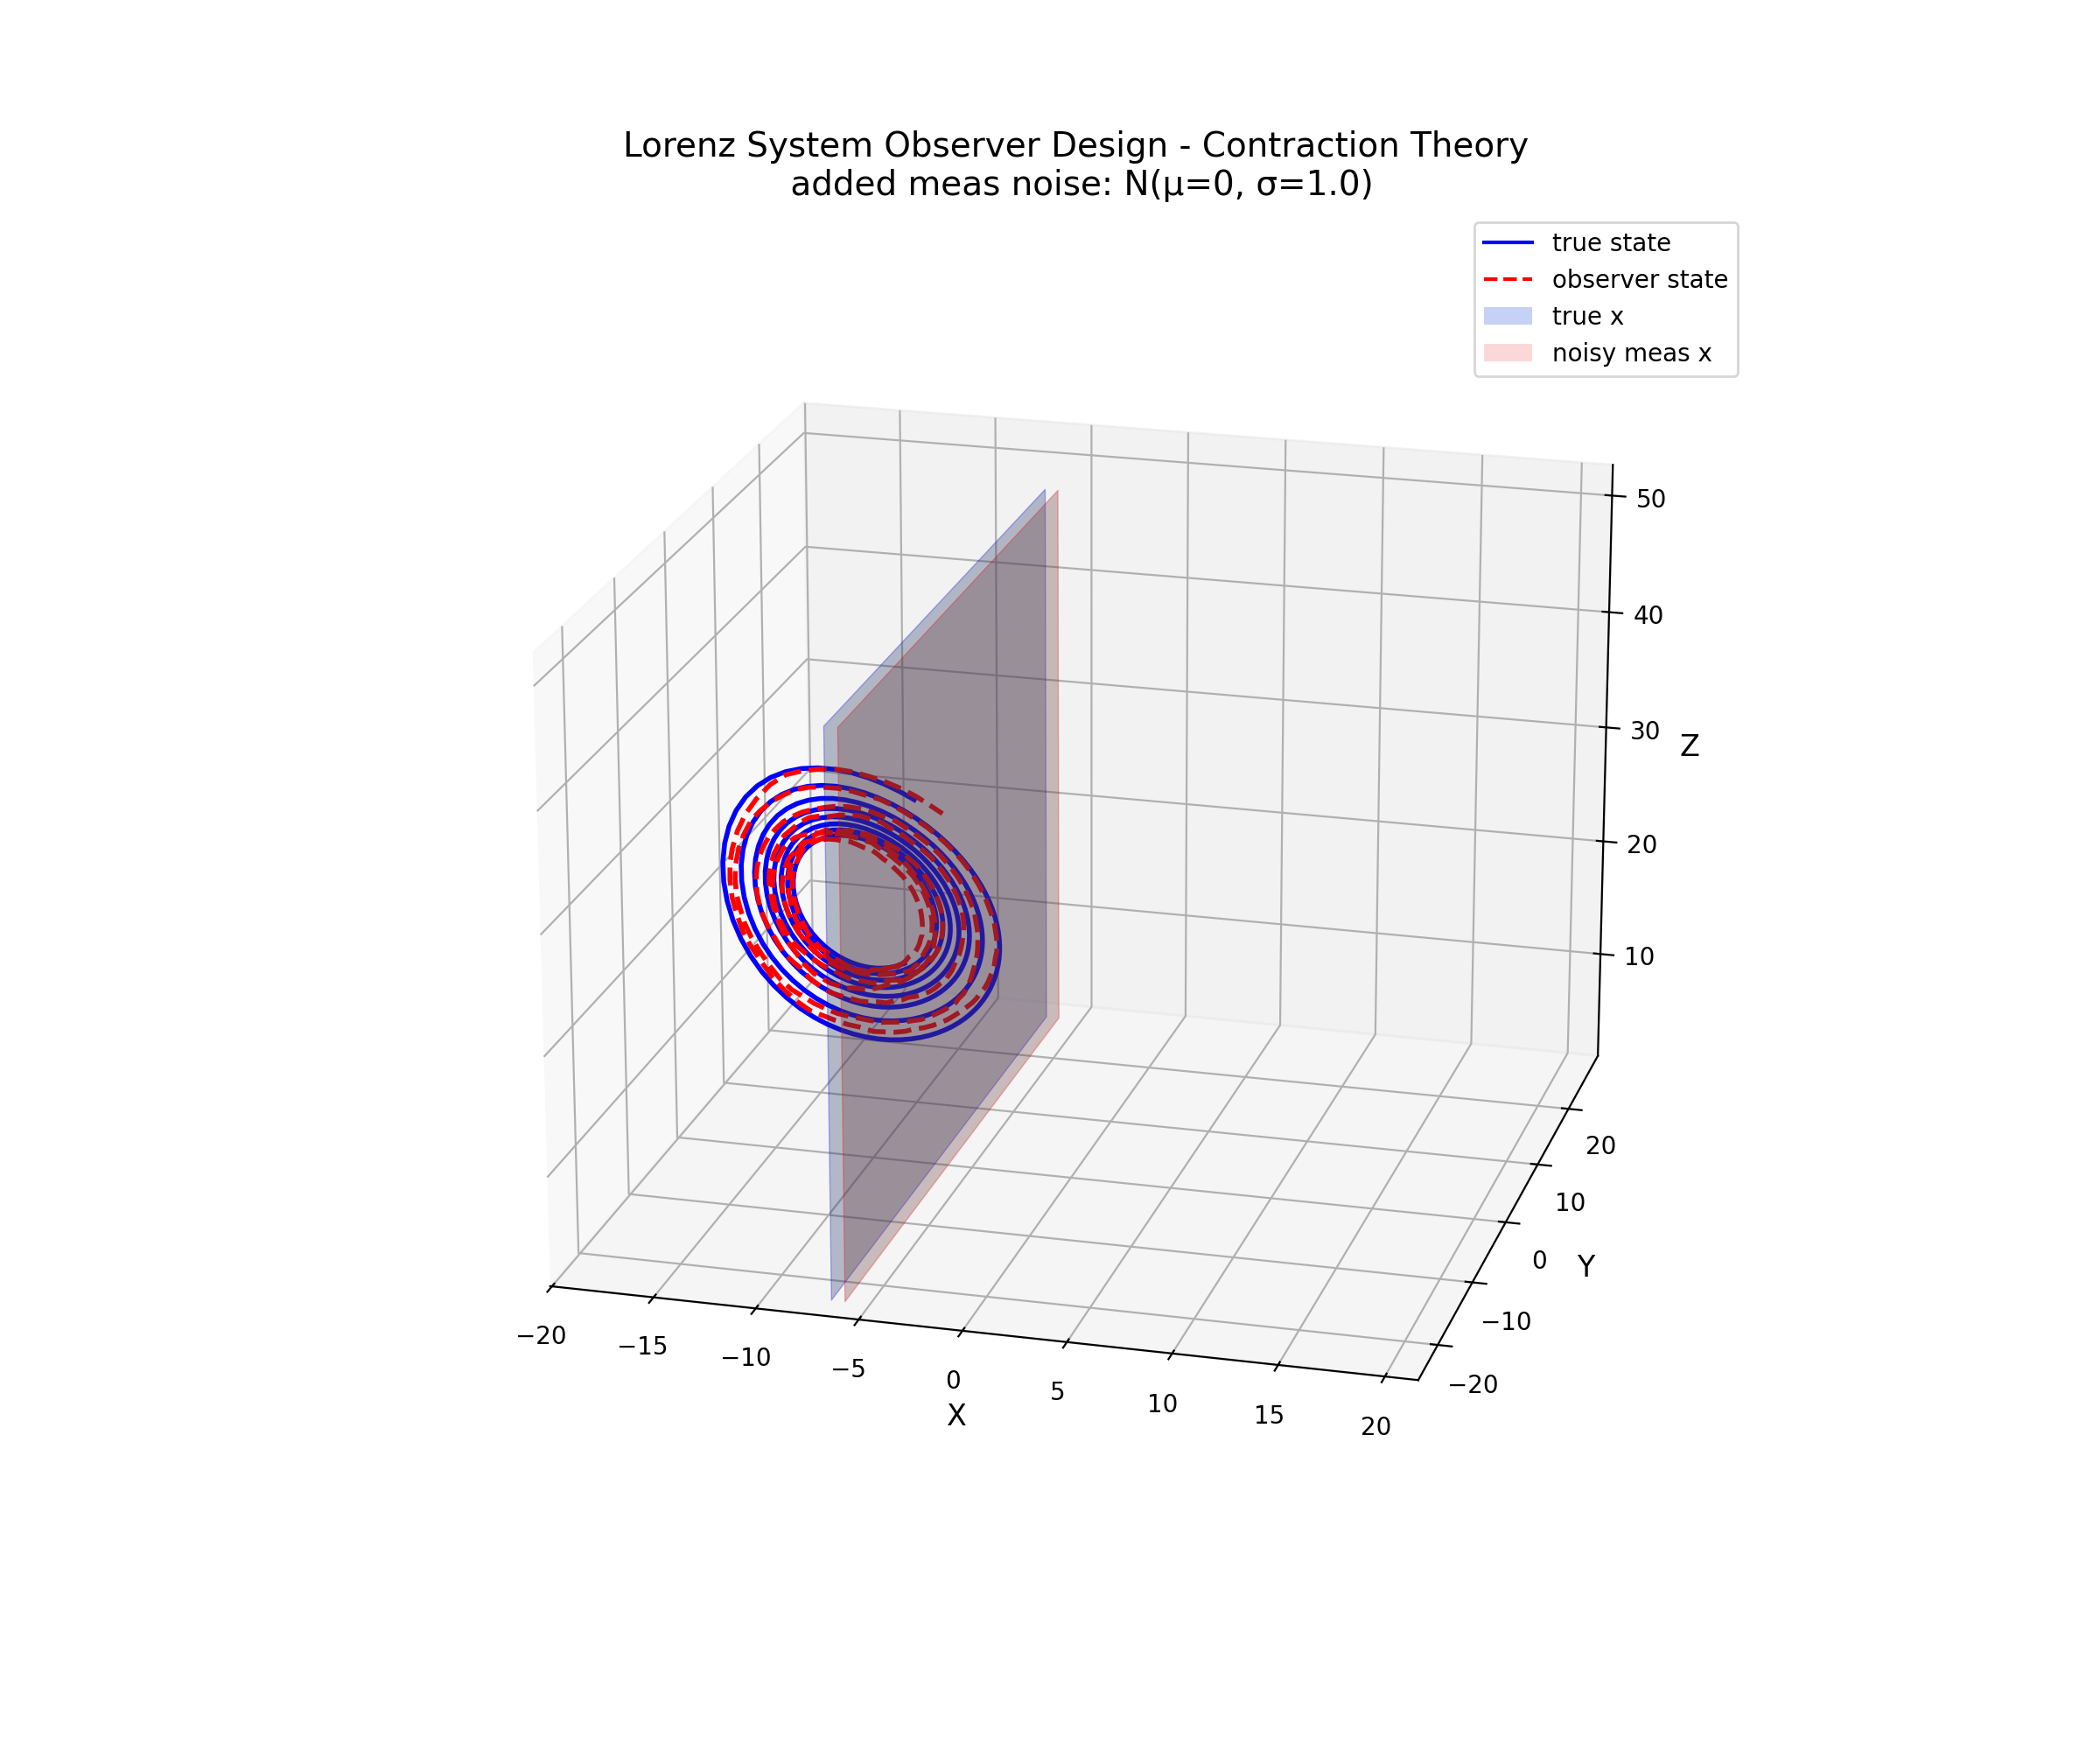 Lorenz System Observer Design - Contraction Theory
added meas noise: N(μ=0, σ=1.0)
true state
observer state
true x
noisy meas x
50
40
30
Z
20
10
20
10
0
Y
−10
−20
−20
−15
−10
−5
0
5
10
15
20
X